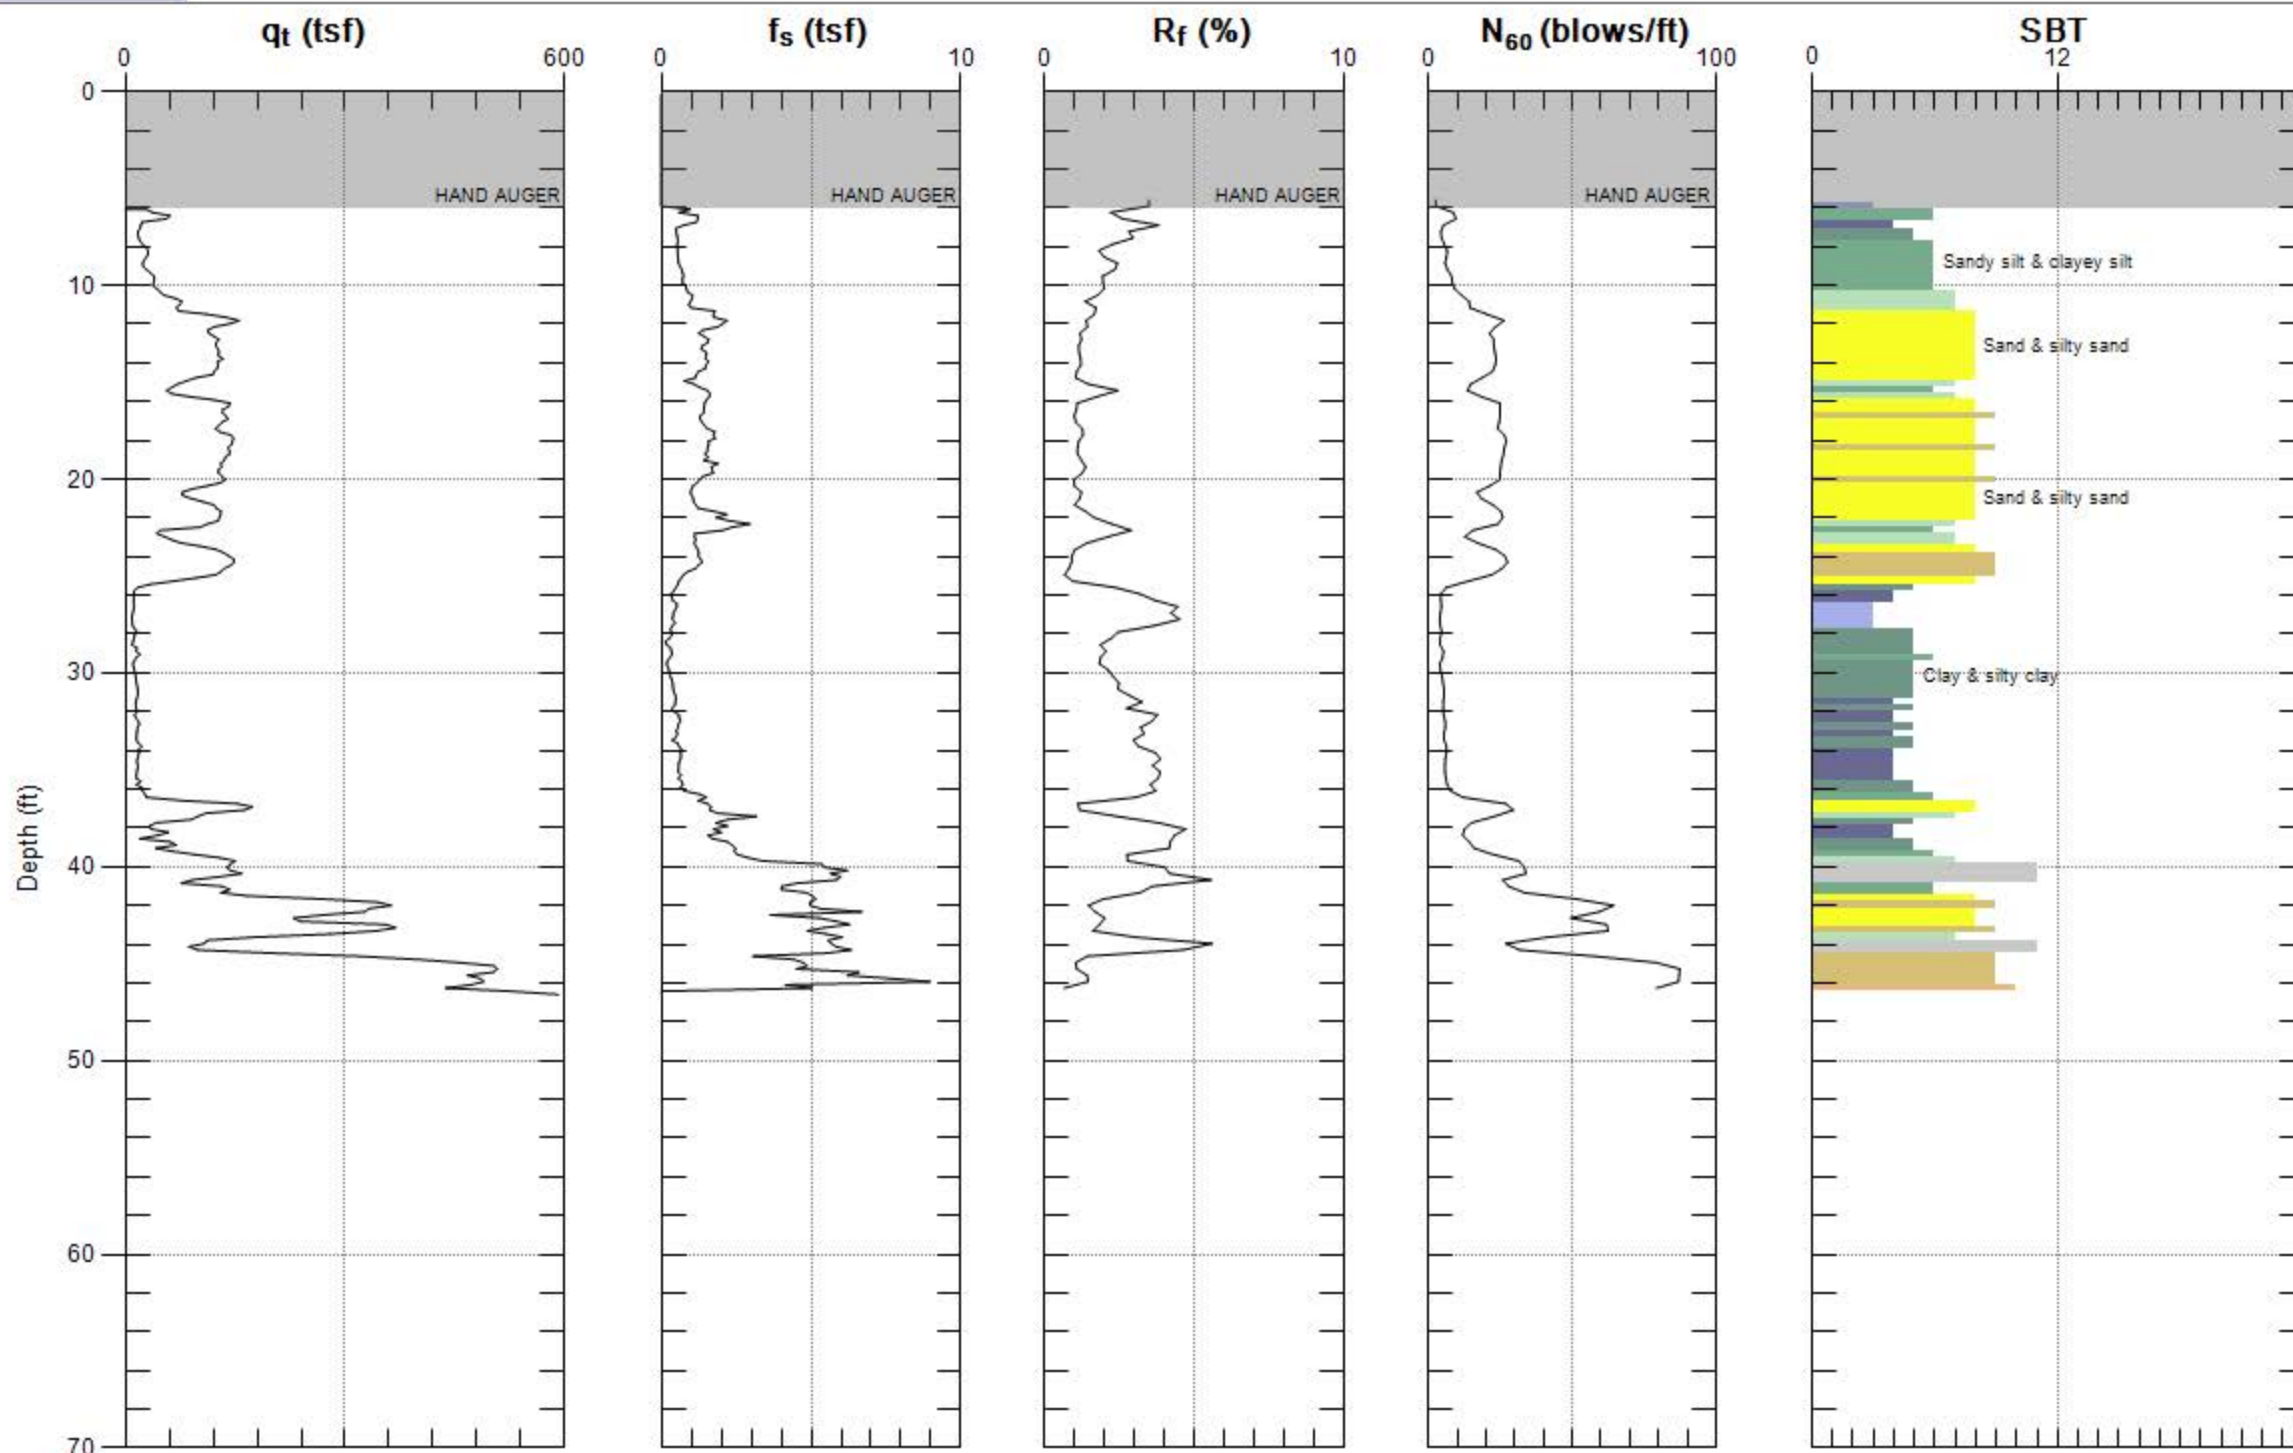 qt (tsf) fs (tsf) Rf (%) N60 (blows/ft) SBT
0 600 0 10 0 10 0 100 0 12
0
HAND AUGER HAND AUGER HAND AUGER HAND AUGER
Sandy silt & clayey silt
10
Sand & silty sand
20
Sand & silty sand
30
Clay & silty clay
Depth (ft)
40
50
60
70